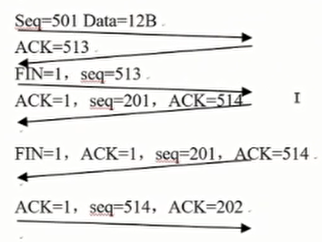 Seq=501 Data=12B
ACK=513
FIN=1，seq=513
ACK=1，seq=201，ACK=514
FIN=1，ACK=1，seq=201，ACK=514
ACK=1，seq=514，ACK=202